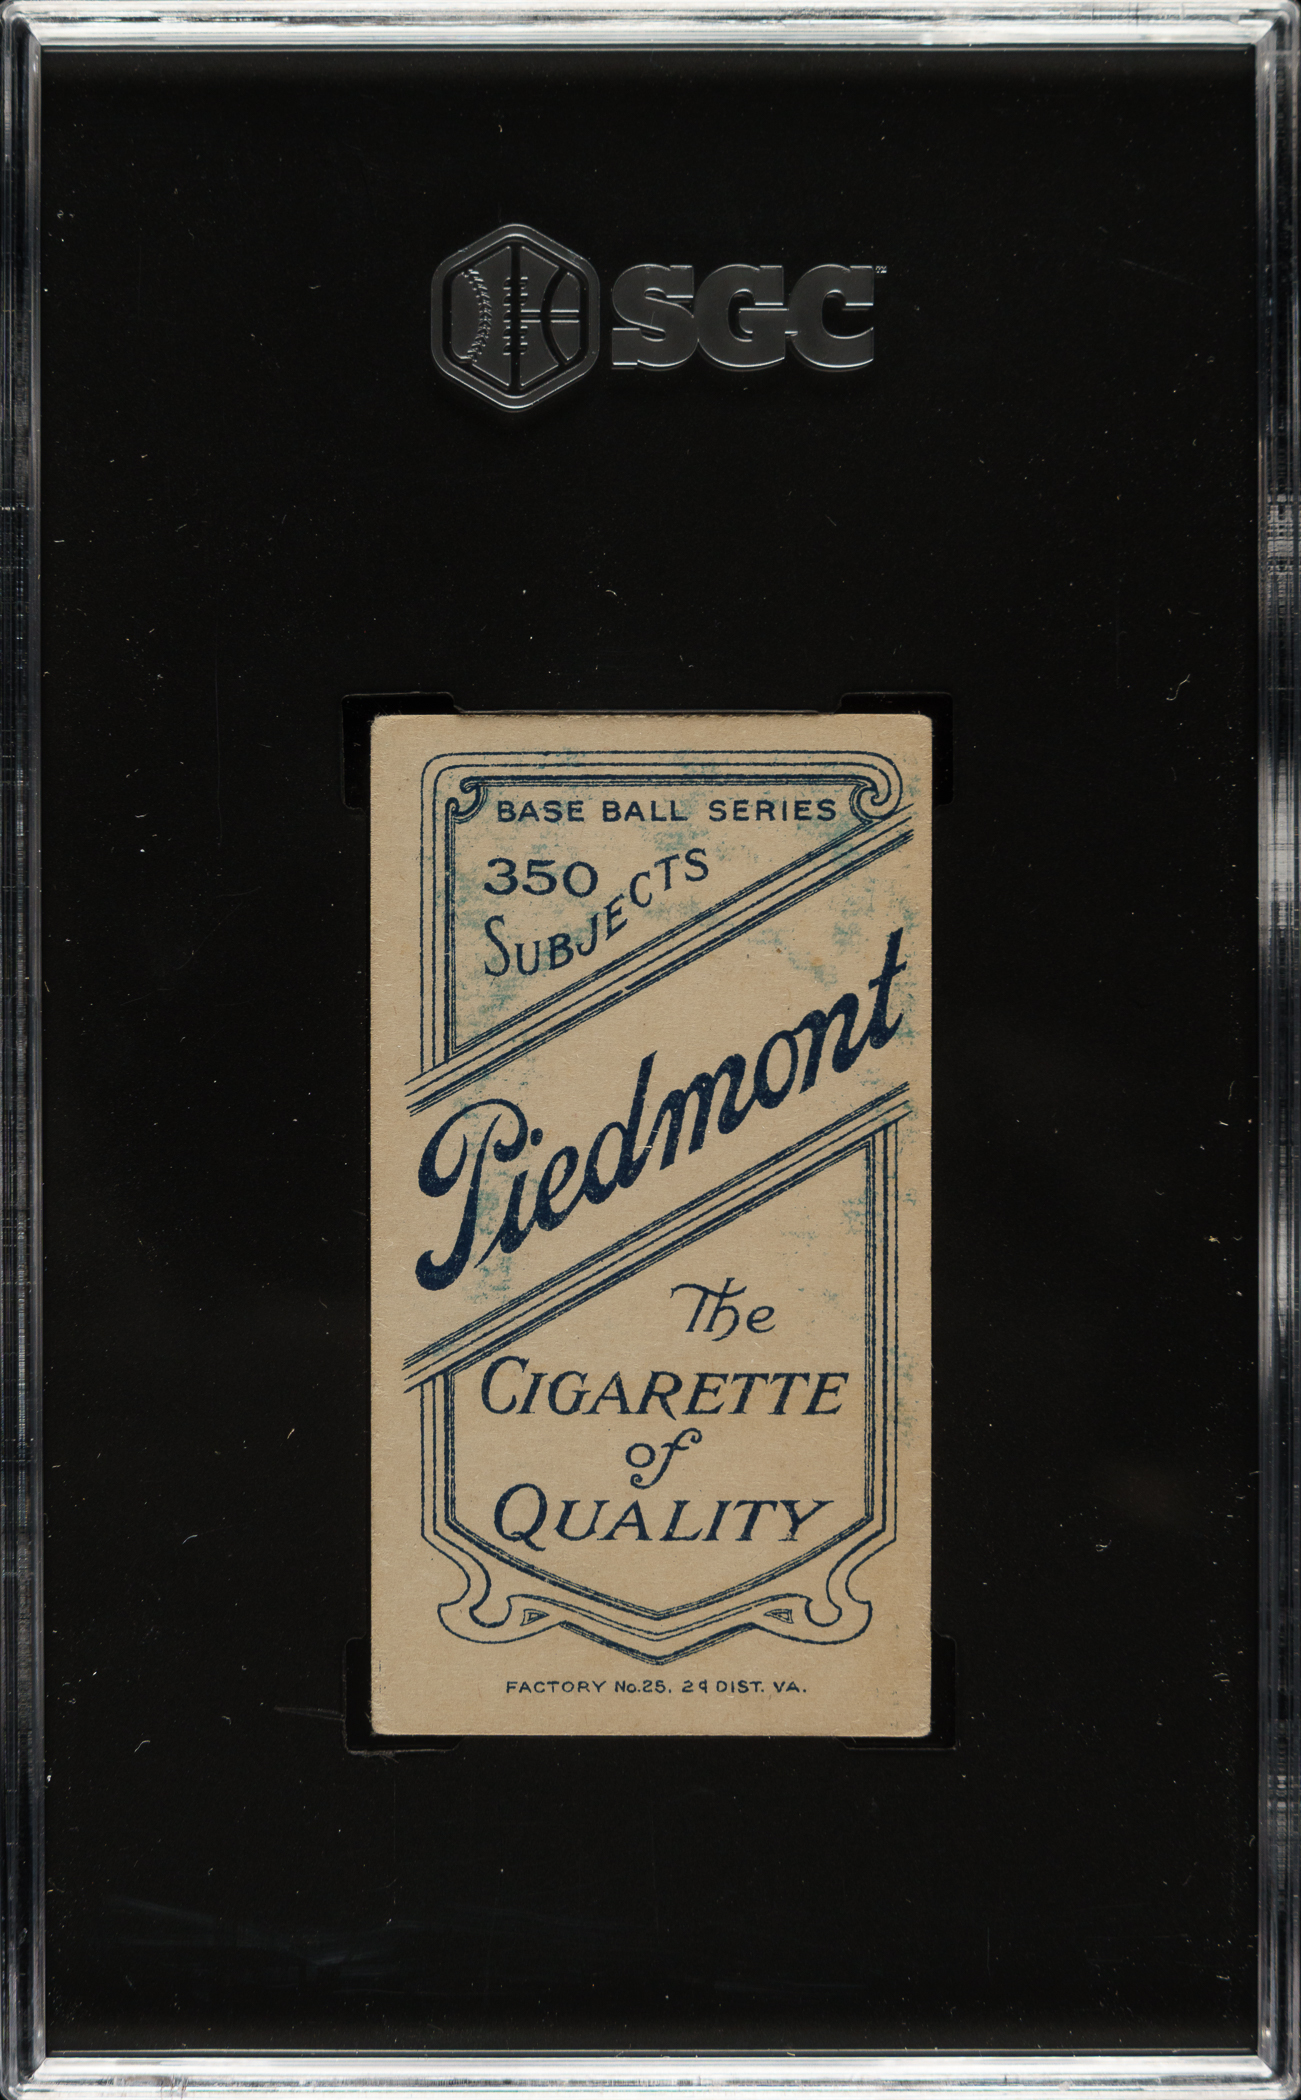 SGC
BASE BALL SERIES
350
SUBJECTS
Piedmont
The
CIGARETTE
of
QUALITY
FACTORY No. 25. 2d DIST. VA.